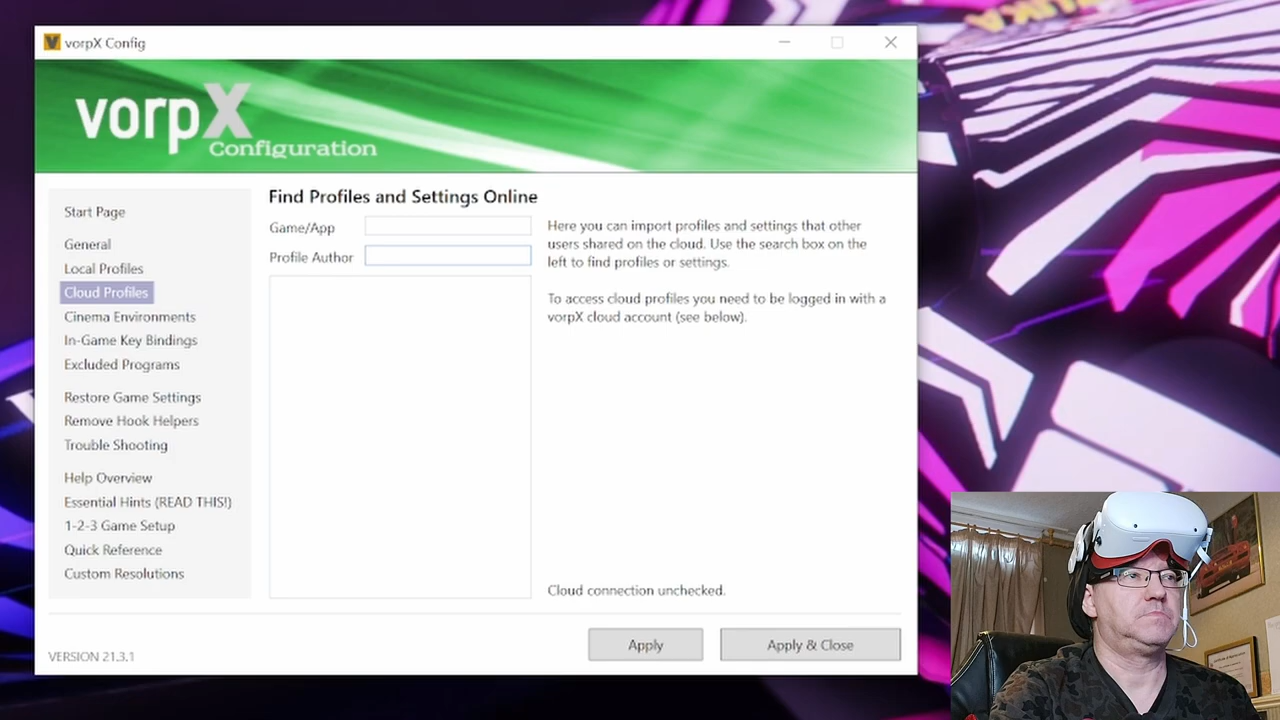 vorpX Config
vorpX
Configuration
Start Page
General
Local Profiles
Cloud Profiles
Cinema Environments
In-Game Key Bindings
Excluded Programs
Restore Game Settings
Remove Hook Helpers
Trouble Shooting
Help Overview
Essential Hints (READ THIS!)
1-2-3 Game Setup
Quick Reference
Custom Resolutions
Find Profiles and Settings Online
Game/App
Profile Author
Here you can import profiles and settings that other
users shared on the cloud. Use the search box on the
left to find profiles or settings.
To access cloud profiles you need to be logged in with a
vorpX cloud account (see below).
Cloud connection unchecked.
Apply
Apply & Close
VERSION 21.3.1